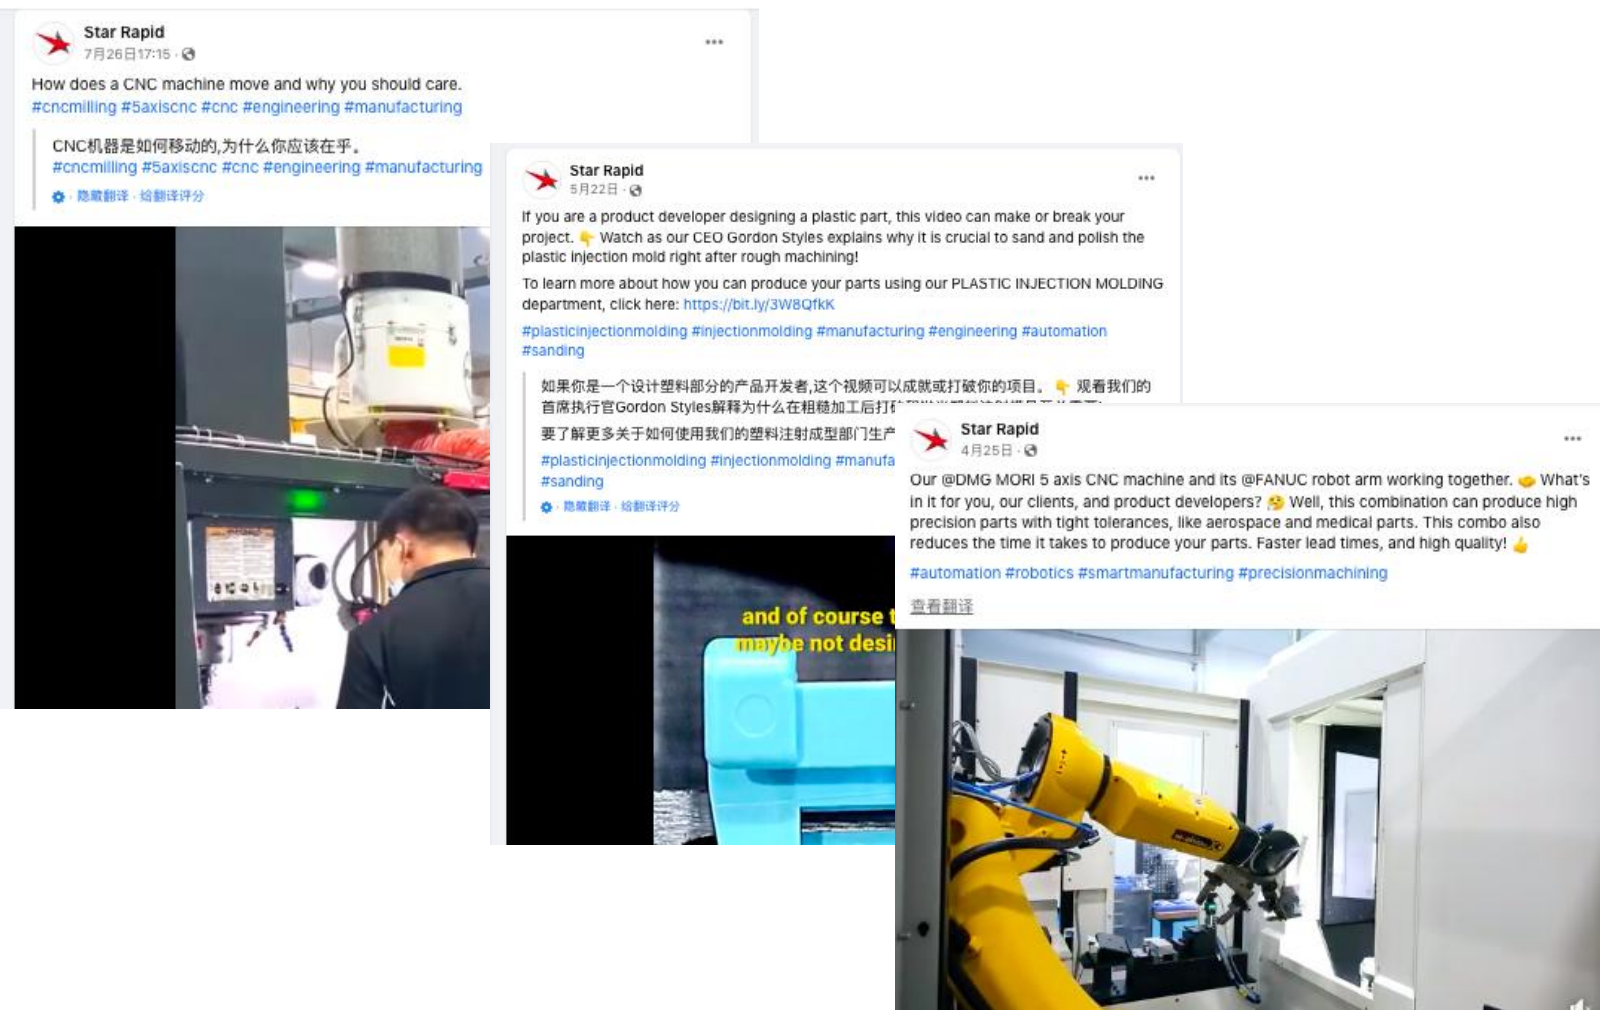 Star Rapid
7月26日17:15 ·
How does a CNC machine move and why you should care.
#cncmilling #5axiscnc #cnc #engineering #manufacturing
CNC机器是如何移动的,为什么你应该在乎。
#cncmilling #5axiscnc #cnc #engineering #manufacturing
· 隐藏翻译 · 给翻译评分
Star Rapid
5月22日 ·
If you are a product developer designing a plastic part, this video can make or break your
project. 👇 Watch as our CEO Gordon Styles explains why it is crucial to sand and polish the
plastic injection mold right after rough machining!
To learn more about how you can produce your parts using our PLASTIC INJECTION MOLDING
department, click here: https://bit.ly/3W8QfkK
#plasticinjectionmolding #injectionmolding #manufacturing #engineering #automation
#sanding
如果你是一个设计塑料部分的产品开发者,这个视频可以成就或打破你的项目。 👇 观看我们的
首席执行官Gordon Styles解释为什么在粗糙加工后打
要了解更多关于如何使用我们的塑料注射成型部门生产
#plasticinjectionmolding #injectionmolding #manufa
#sanding
· 隐藏翻译 · 给翻译评分
and of course
maybe not desi
Star Rapid
4月25日 ·
Our @DMG MORI 5 axis CNC machine and its @FANUC robot arm working together. 🤝 What's
in it for you, our clients, and product developers? 🤔 Well, this combination can produce high
precision parts with tight tolerances, like aerospace and medical parts. This combo also
reduces the time it takes to produce your parts. Faster lead times, and high quality! 👍
#automation #robotics #smartmanufacturing #precisionmachining
查看翻译